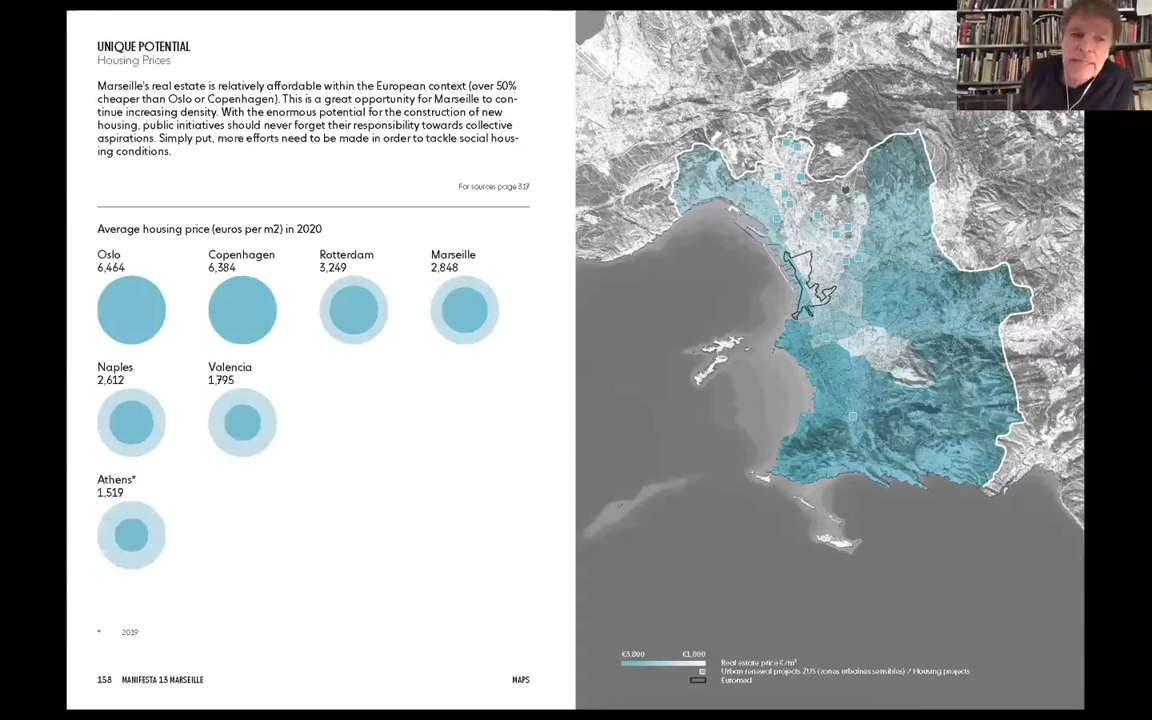 UNIQUE POTENTIAL
Housing Prices
Marseille's real estate is relatively affordable within the European context (over 50%
cheaper than Oslo or Copenhagen). This is a great opportunity for Marseille to con-
tinue increasing density. With the enormous potential for the construction of new
housing, public initiatives should never forget their responsibility towards collective
aspirations. Simply put, more efforts need to be made in order to tackle social hous-
ing conditions.
For sources page 317
Average housing price (euros per m2) in 2020
Oslo
6,464
Copenhagen
6,384
Rotterdam
3,249
Marseille
2,848
Naples
2,612
Valencia
1,795
Athens*
1,519
* 2019
158 MANIFESTA 13 MARSEILLE
MAPS
€3,800 €1,800
Real estate price €/m²
Urban renewal projects ZUS (zones urbaines sensibles) / Housing projects
Euromed